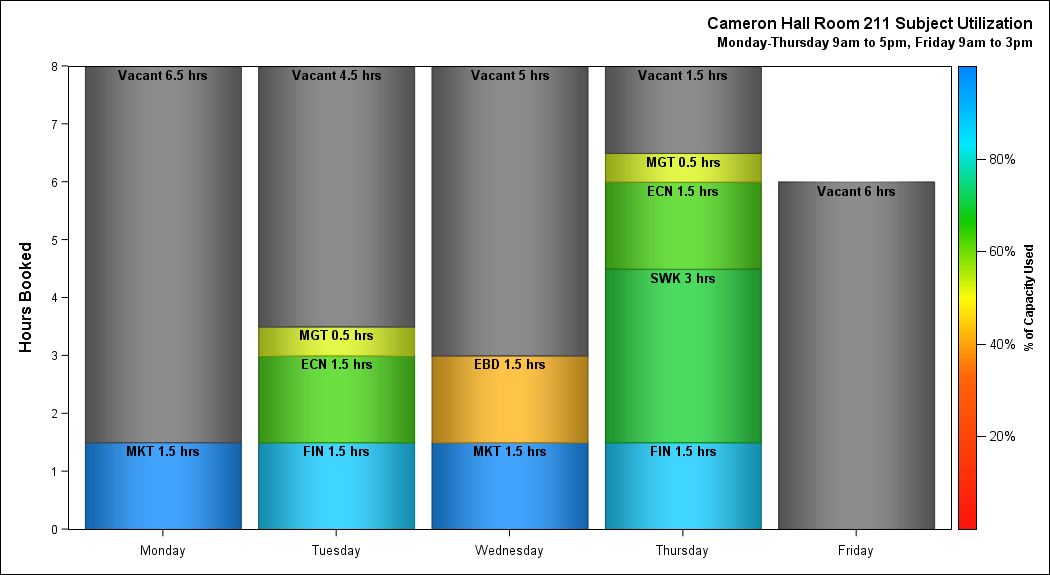 Cameron Hall Room 211 Subject Utilization
Monday-Thursday 9am to 5pm, Friday 9am to 3pm
Hours Booked
8
7
6
5
4
3
2
1
0
Vacant 6.5 hrs
MKT 1.5 hrs
Vacant 4.5 hrs
MGT 0.5 hrs
ECN 1.5 hrs
FIN 1.5 hrs
Vacant 5 hrs
EBD 1.5 hrs
MKT 1.5 hrs
Vacant 1.5 hrs
MGT 0.5 hrs
ECN 1.5 hrs
SWK 3 hrs
FIN 1.5 hrs
Vacant 6 hrs
Monday
Tuesday
Wednesday
Thursday
Friday
80%
60%
40%
20%
% of Capacity Used